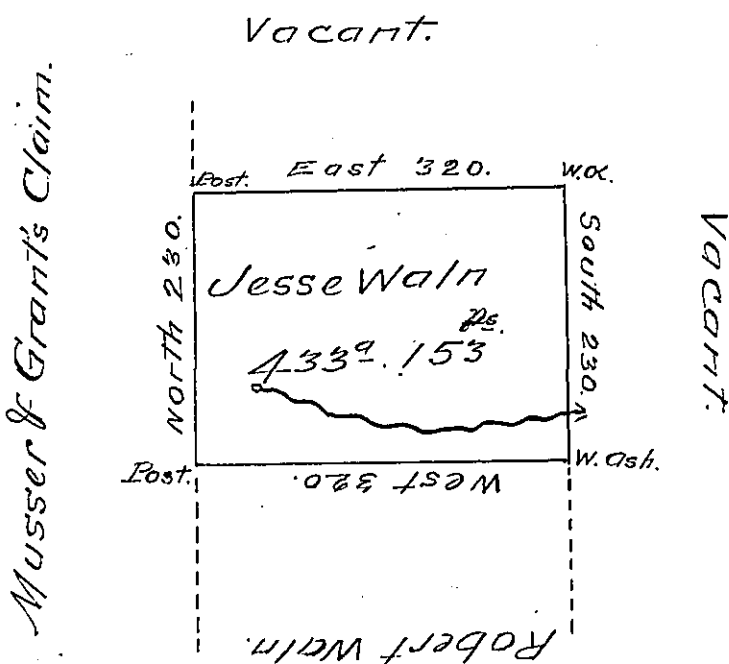 Vacant.
Musser & Grant's Claim.
Post.
East 320.
W.O.
North 230.
Jesse Waln
433ª. 153 ps.
South 230.
Vacant.
Post.
West 320.
W. Ash.
Robert Waln.